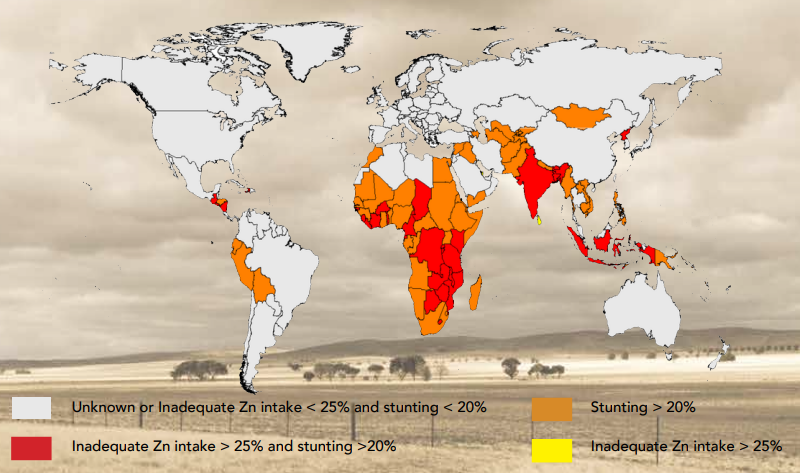 Unknown or Inadequate Zn intake < 25% and stunting < 20%
Stunting > 20%
Inadequate Zn intake > 25% and stunting >20%
Inadequate Zn intake > 25%